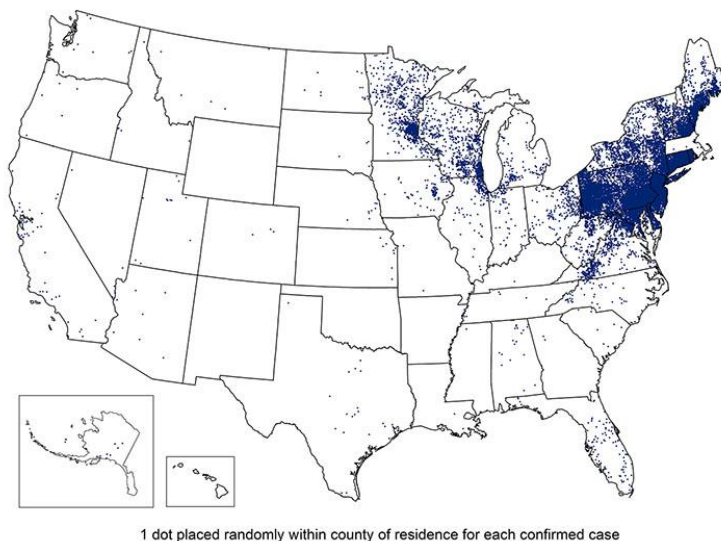 1 dot placed randomly within county of residence for each confirmed case